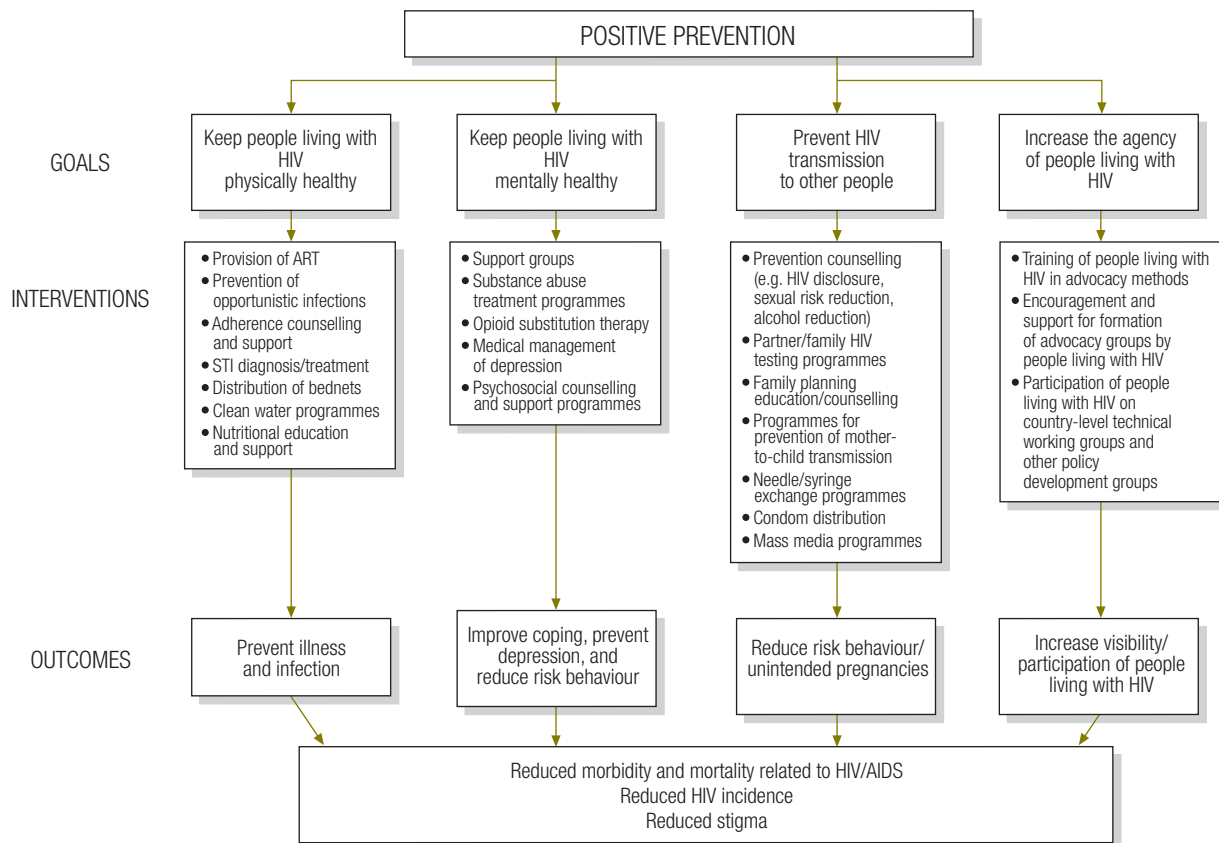 POSITIVE PREVENTION
GOALS
Keep people living with
HIV
physically healthy
Keep people living with
HIV
mentally healthy
Prevent HIV
transmission
to other people
Increase the agency
of people living with
HIV
INTERVENTIONS
• Provision of ART
• Prevention of
opportunistic infections
• Adherence counselling
and support
• STI diagnosis/treatment
• Distribution of bednets
• Clean water programmes
• Nutritional education
and support
• Support groups
• Substance abuse
treatment programmes
• Opioid substitution therapy
• Medical management
of depression
• Psychosocial counselling
and support programmes
• Prevention counselling
(e.g. HIV disclosure,
sexual risk reduction,
alcohol reduction)
• Partner/family HIV
testing programmes
• Family planning
education/counselling
• Programmes for
prevention of mother-
to-child transmission
• Needle/syringe
exchange programmes
• Condom distribution
• Mass media programmes
• Training of people living with
HIV in advocacy methods
• Encouragement and
support for formation
of advocacy groups by
people living with HIV
• Participation of people
living with HIV on
country-level technical
working groups and
other policy
development groups
OUTCOMES
Prevent illness
and infection
Improve coping, prevent
depression, and
reduce risk behaviour
Reduce risk behaviour/
unintended pregnancies
Increase visibility/
participation of people
living with HIV
Reduced morbidity and mortality related to HIV/AIDS
Reduced HIV incidence
Reduced stigma